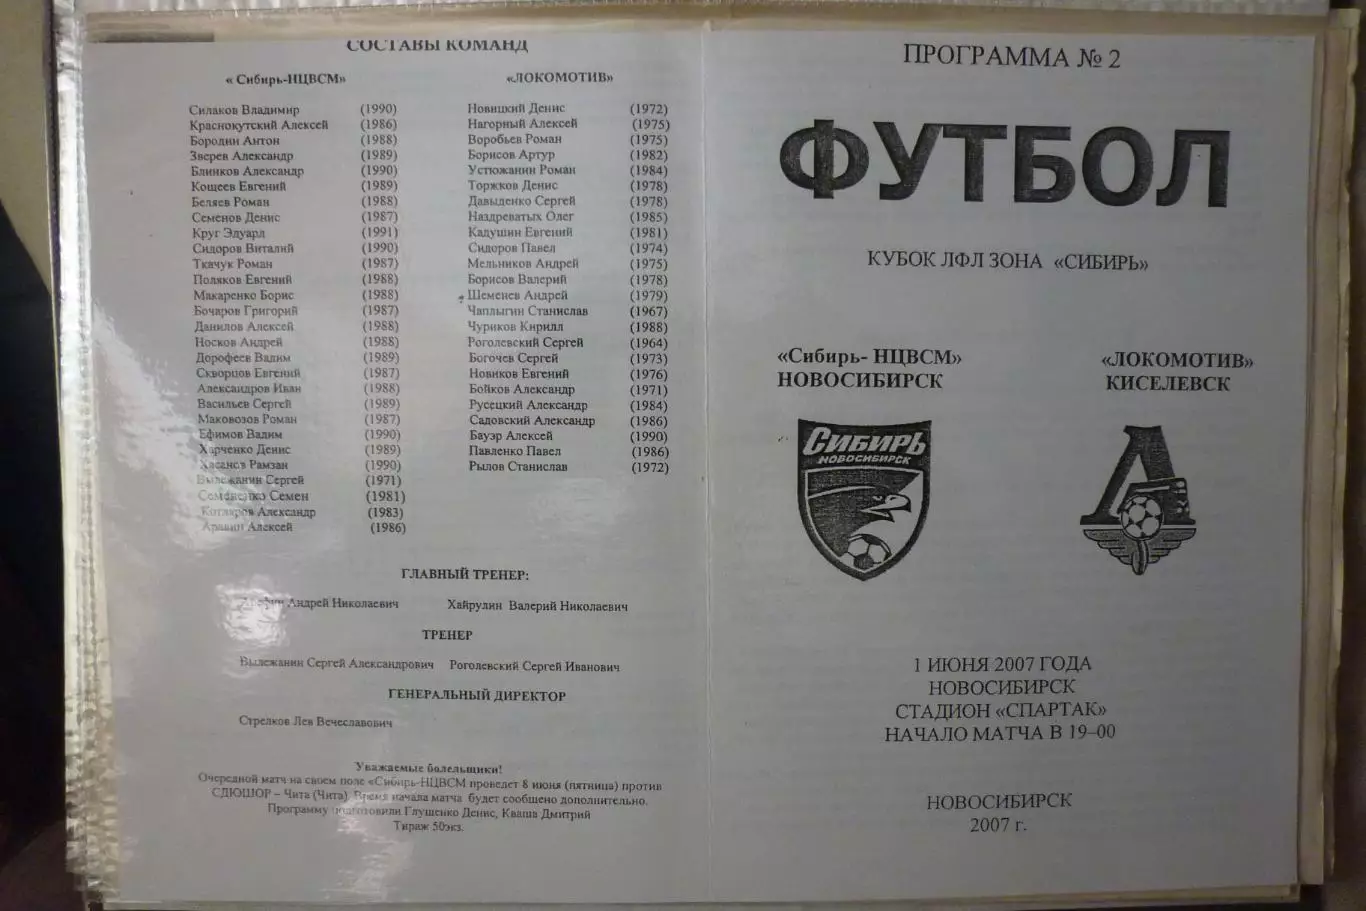 СОСТАВЫ КОМАНД
« Сибирь-НЦВСМ» «ЛОКОМОТИВ»
Силаков Владимир (1990) Новицкий Денис (1972)
Краснокутский Алексей (1986) Нагорный Алексей (1975)
Бородин Антон (1988) Воробьев Роман (1975)
Зверев Александр (1989) Борисов Артур (1982)
Блинков Александр (1990) Устюжанин Роман (1984)
Кощеев Евгений (1989) Торжков Денис (1978)
Беляев Роман (1988) Давыденко Сергей (1978)
Семенов Денис (1987) Наздреватых Олег (1985)
Круг Эдуард (1991) Кадушин Евгений (1981)
Сидоров Виталий (1990) Сидоров Павел (1974)
Ткачук Роман (1987) Мельников Андрей (1975)
Поляков Евгений (1988) Борисов Валерий (1978)
Макаренко Борис (1988) Шеменев Андрей (1979)
Бочаров Григорий (1987) Чаплыгин Станислав (1967)
Данилов Алексей (1988) Чуриков Кирилл (1988)
Носков Андрей (1988) Роголевский Сергей (1964)
Дорофеев Вадим (1989) Богочев Сергей (1973)
Скворцов Евгений (1987) Новиков Евгений (1976)
Александров Иван (1988) Бойков Александр (1971)
Васильев Сергей (1989) Русецкий Александр (1984)
Маковозов Роман (1987) Садовский Александр (1986)
Ефимов Вадим (1990) Бауэр Алексей (1990)
Харченко Денис (1989) Павленко Павел (1986)
Хасанов Рамзан (1990) Рылов Станислав (1972)
Вылежанин Сергей (1971)
Семененко Семен (1981)
Котляров Александр (1983)
Алексей (1986)
ГЛАВНЫЙ ТРЕНЕР:
Андрей Николаевич Хайрулин Валерий Николаевич
ТРЕНЕР
Вылежанин Сергей Александрович Роголевский Сергей Иванович
ГЕНЕРАЛЬНЫЙ ДИРЕКТОР
Стрелков Лев Вечеславович
Уважаемые болельщики!
Очередной матч на своем поле «Сибирь-НЦВСМ проведет 8 июня (пятница) против
СДЮШОР – Чита (Чита). Время начала матча будет сообщено дополнительно.
Программу подготовили Глушенко Денис, Кваша Дмитрий
Тираж 50экз.
ПРОГРАММА № 2
ФУТБОЛ
КУБОК ЛФЛ ЗОНА «СИБИРЬ»
«Сибирь- НЦВСМ» «ЛОКОМОТИВ»
НОВОСИБИРСК КИСЕЛЕВСК
СИБИРЬ
НОВОСИБИРСК
1 ИЮНЯ 2007 ГОДА
НОВОСИБИРСК
СТАДИОН «СПАРТАК»
НАЧАЛО МАТЧА В 19–00
НОВОСИБИРСК
2007 г.